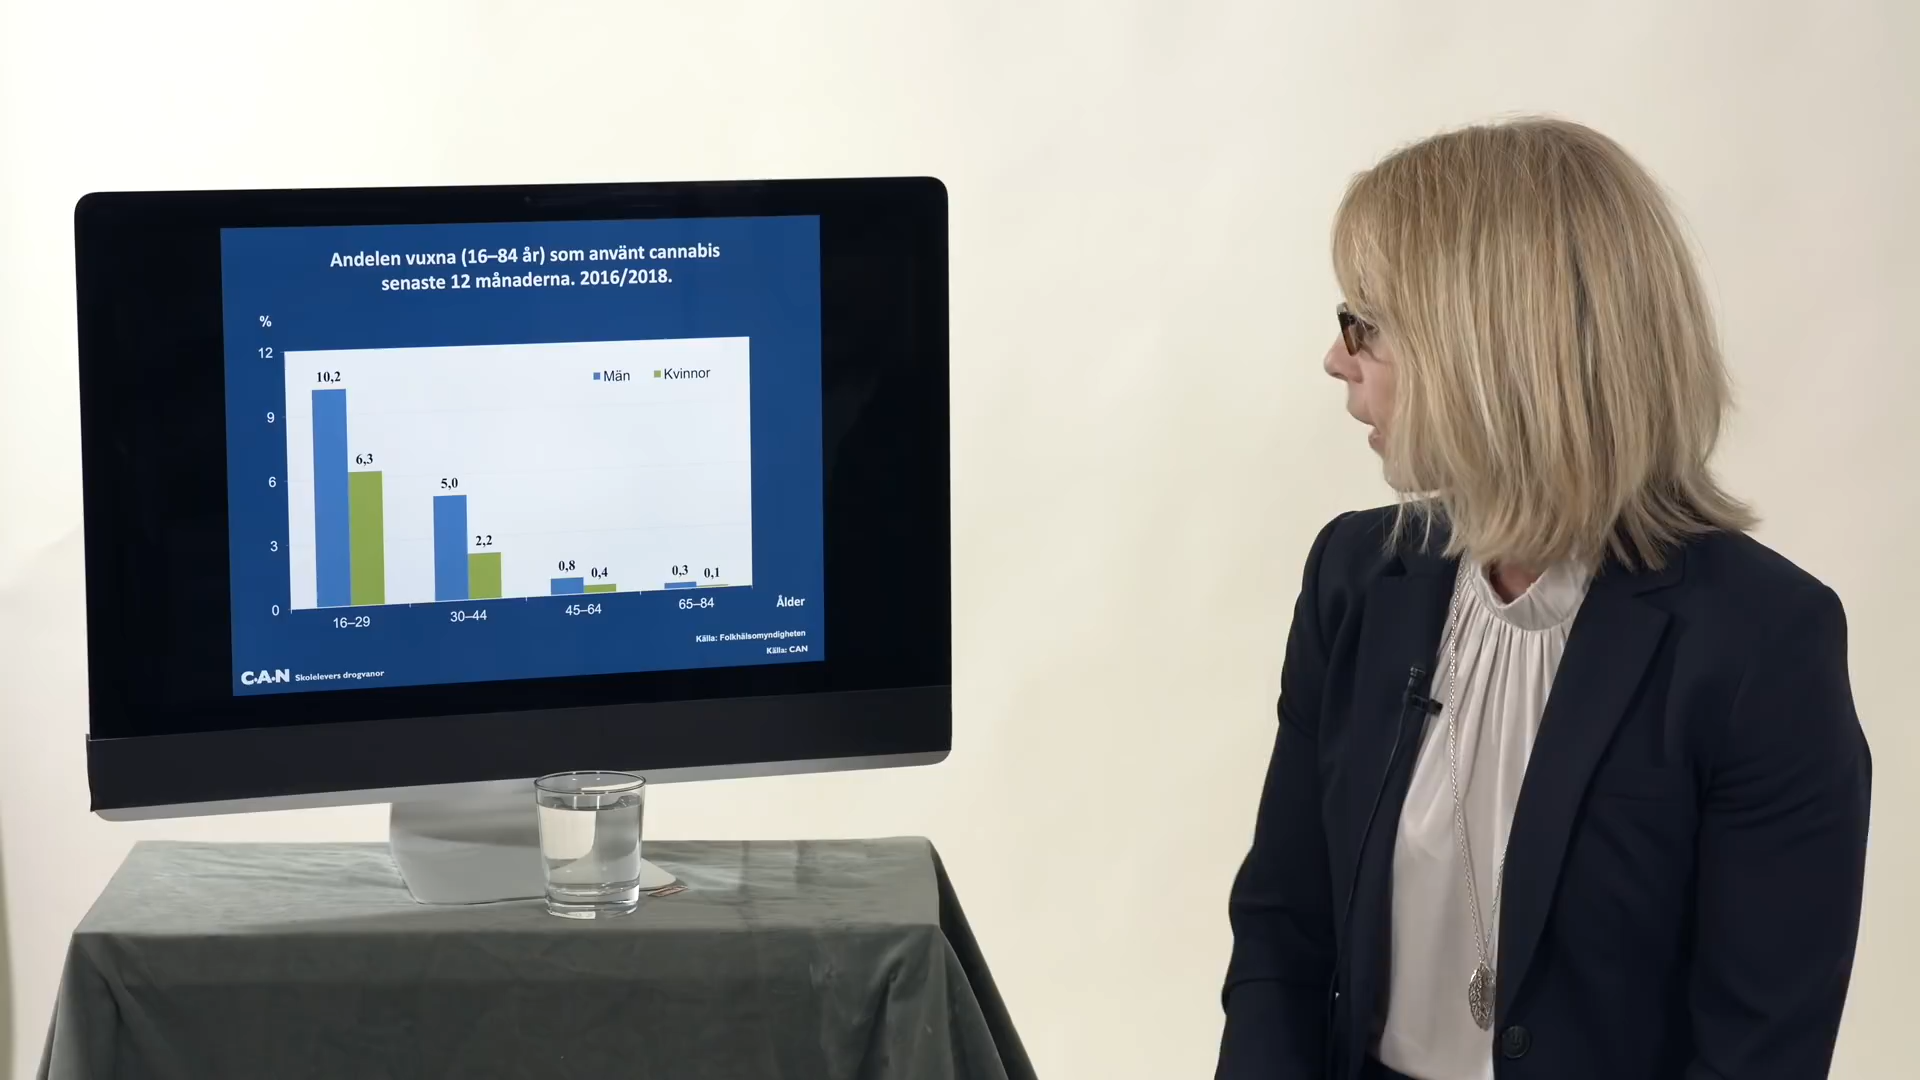 Andelen vuxna (16–84 år) som använt cannabis
senaste 12 månaderna. 2016/2018.
%
12
9
6
3
0
Män
Kvinnor
10,2
6,3
5,0
2,2
0,8
0,4
0,3
0,1
16–29
30–44
45–64
65–84
Ålder
Källa: Folkhälsomyndigheten
Källa: CAN
C·A·N Skolelevers drogvanor